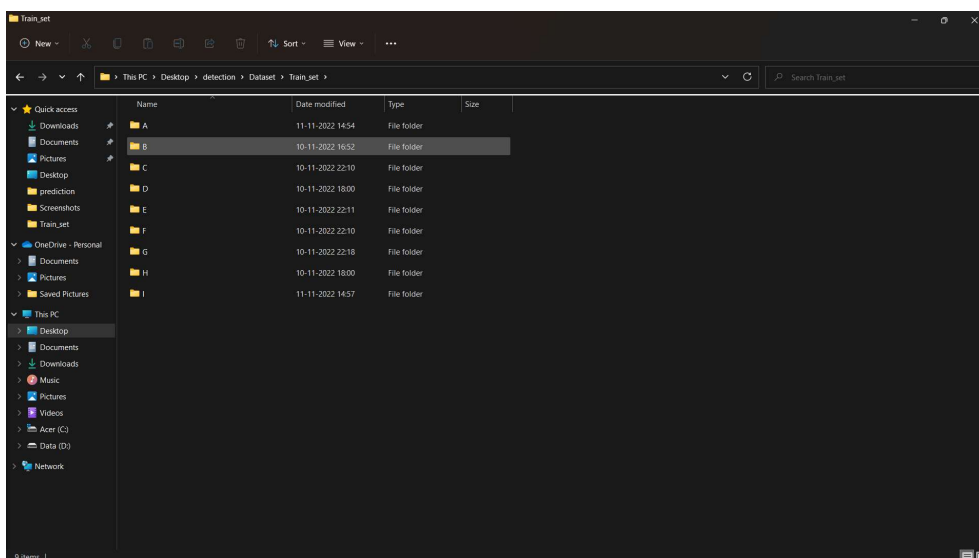 Train_set
New Sort View
This PC > Desktop > detection > Dataset > Train_set >
Search Train_set
Name Date modified Type Size
A 11-11-2022 14:54 File folder
B 10-11-2022 16:52 File folder
C 10-11-2022 22:10 File folder
D 10-11-2022 18:00 File folder
E 10-11-2022 22:11 File folder
F 10-11-2022 22:10 File folder
G 10-11-2022 22:18 File folder
H 10-11-2022 18:00 File folder
I 11-11-2022 14:57 File folder
Quick access
Downloads
Documents
Pictures
Desktop
prediction
Screenshots
Train_set
OneDrive - Personal
Documents
Pictures
Saved Pictures
This PC
Desktop
Documents
Downloads
Music
Pictures
Videos
Acer (C:)
Data (D:)
Network
9 items